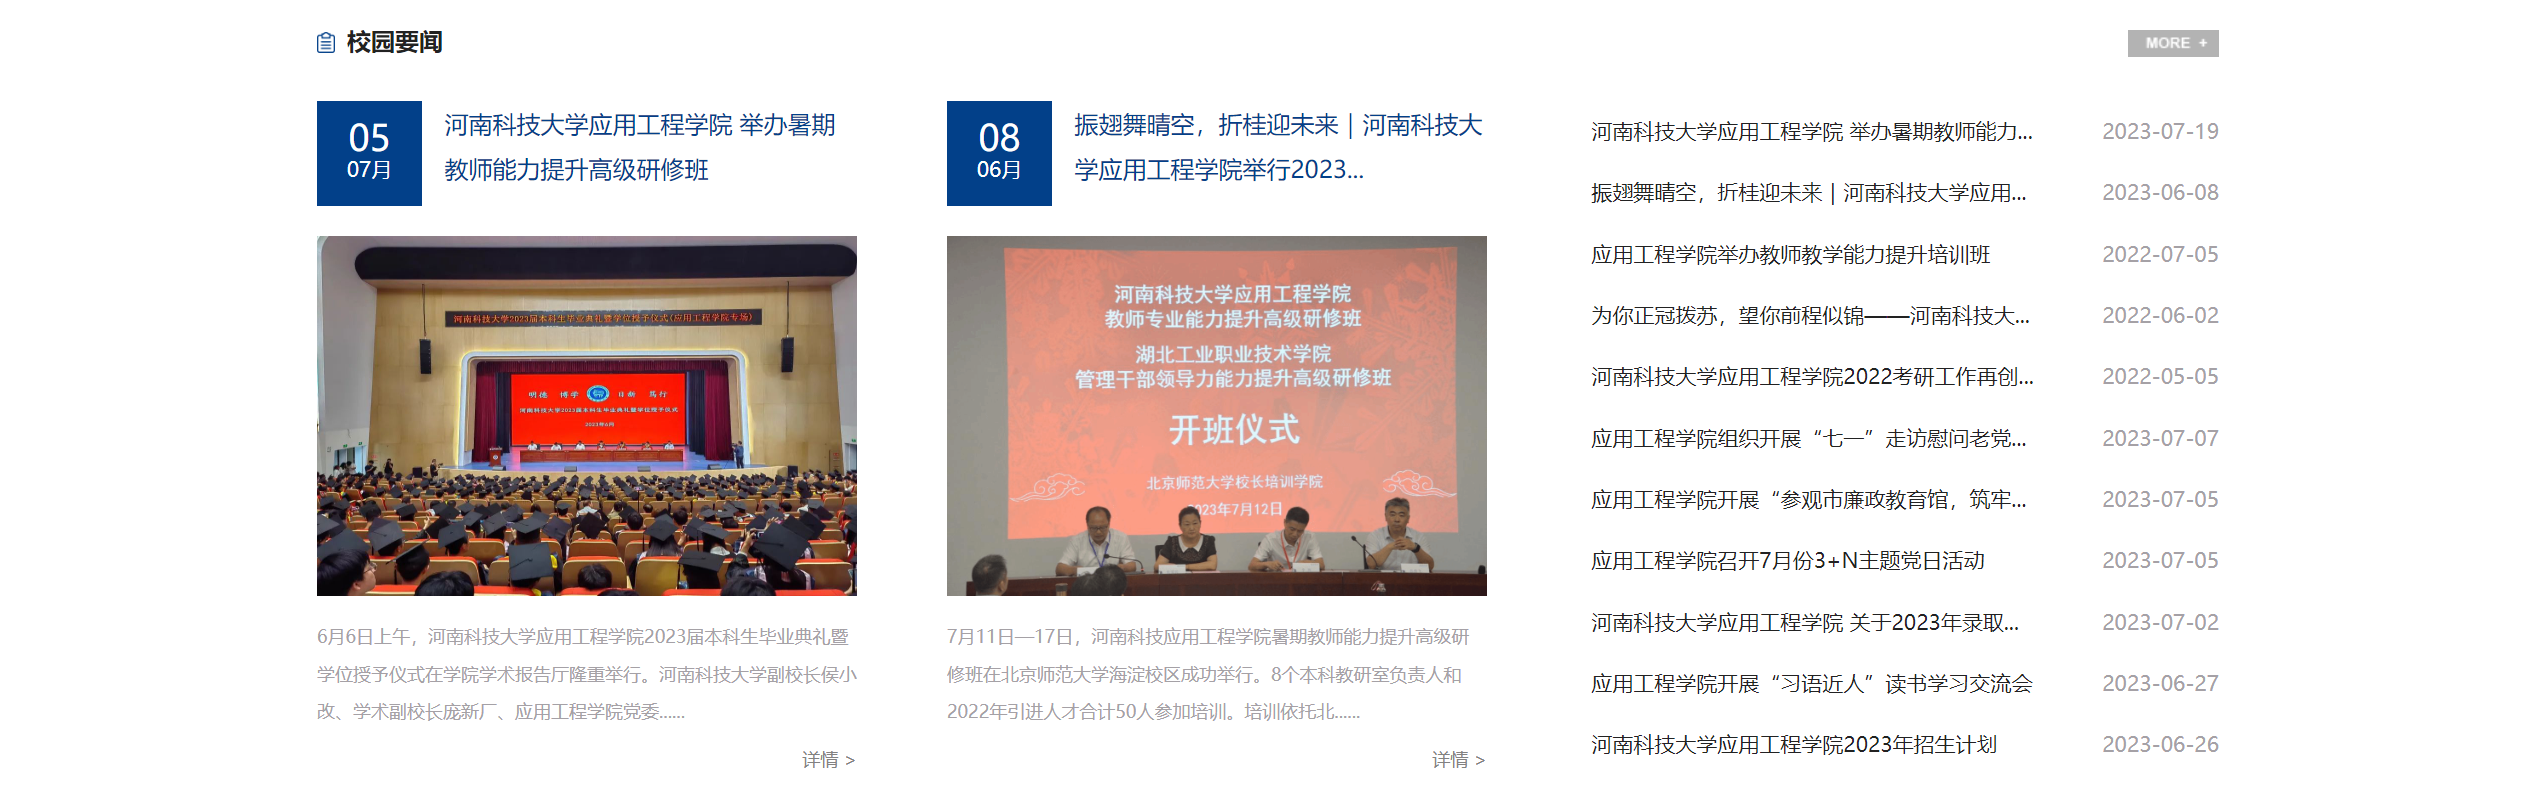 校园要闻
MORE +
05
07月
河南科技大学应用工程学院 举办暑期
教师能力提升高级研修班
河南科技大学2023届本科生毕业典礼暨学位授予仪式(应用工程学院专场)
明德 博学 日新 笃行
河南科技大学2023届本科生毕业典礼暨学位授予仪式
2023年6月
6月6日上午，河南科技大学应用工程学院2023届本科生毕业典礼暨
学位授予仪式在学院学术报告厅隆重举行。河南科技大学副校长侯小
改、学术副校长庞新厂、应用工程学院党委......
详情 >
08
06月
振翅舞晴空，折桂迎未来｜河南科技大
学应用工程学院举行2023...
河南科技大学应用工程学院
教师专业能力提升高级研修班
湖北工业职业技术学院
管理干部领导力能力提升高级研修班
开班仪式
北京师范大学校长培训学院
2023年7月12日
7月11日—17日，河南科技应用工程学院暑期教师能力提升高级研
修班在北京师范大学海淀校区成功举行。8个本科教研室负责人和
2022年引进人才合计50人参加培训。培训依托北......
详情 >
河南科技大学应用工程学院 举办暑期教师能力... 2023-07-19
振翅舞晴空，折桂迎未来｜河南科技大学应用... 2023-06-08
应用工程学院举办教师教学能力提升培训班 2022-07-05
为你正冠拨苏，望你前程似锦——河南科技大... 2022-06-02
河南科技大学应用工程学院2022考研工作再创... 2022-05-05
应用工程学院组织开展“七一”走访慰问老党... 2023-07-07
应用工程学院开展“参观市廉政教育馆，筑牢... 2023-07-05
应用工程学院召开7月份3+N主题党日活动 2023-07-05
河南科技大学应用工程学院 关于2023年录取... 2023-07-02
应用工程学院开展“习语近人”读书学习交流会 2023-06-27
河南科技大学应用工程学院2023年招生计划 2023-06-26